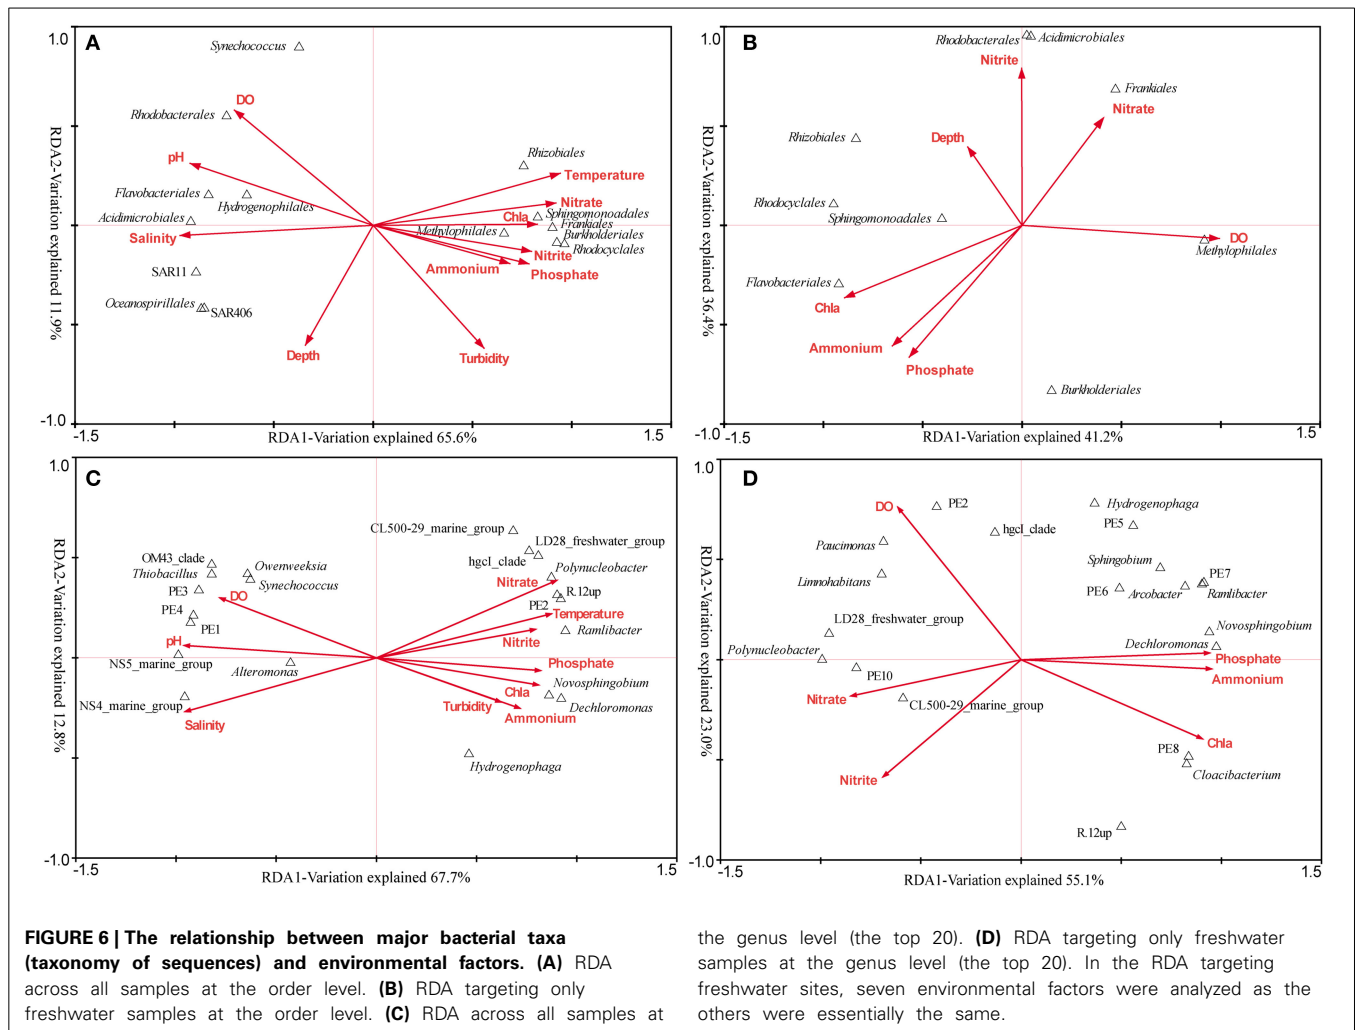 A
1.0
Synechococcus
DO
Rhodobacterales
pH
Rhizobiales
Temperature
Flavobacteriales
Hydrogenophilales
Nitrate
Acidimicrobiales
Chla
Sphingomonoadales
Frankiales
Salinity
Methylophilales
Burkholderiales
Nitrite
Rhodocyclales
SAR11
Ammonium
Phosphate
Oceanospirillales
SAR406
Depth
Turbidity
RDA2-Variation explained 11.9%
-1.0
-1.5
RDA1-Variation explained 65.6%
1.5
B
1.0
Rhodobacterales
Acidimicrobiales
Nitrite
Frankiales
Nitrate
Rhizobiales
Depth
Rhodocyclales
Sphingomonoadales
DO
Methylophilales
Flavobacteriales
Chla
Ammonium
Phosphate
Burkholderiales
RDA2-Variation explained 36.4%
-1.0
-1.5
RDA1-Variation explained 41.2%
1.5
C
1.0
CL500-29_marine_group
LD28_freshwater_group
OM43_clade
Owenweeksia
hgcI_clade
Thiobacillus
Synechococcus
Polynucleobacter
Nitrate
PE3
DO
R.12up
PE2
PE4
Temperature
PE1
Ramlibacter
pH
Nitrite
NS5_marine_group
Alteromonas
Phosphate
Novosphingobium
Chla
NS4_marine_group
Turbidity
Dechloromonas
Salinity
Ammonium
Hydrogenophaga
RDA2-Variation explained 12.8%
-1.0
-1.5
RDA1-Variation explained 67.7%
1.5
D
1.0
DO
PE2
Hydrogenophaga
hgcI_clade
PE5
Paucimonas
Sphingobium
Limnohabitans
PE7
PE6
Arcobacter
Ramlibacter
LD28_freshwater_group
Novosphingobium
Polynucleobacter
Dechloromonas
Phosphate
PE10
Ammonium
Nitrate
CL500-29_marine_group
Chla
PE8
Nitrite
Cloacibacterium
R.12up
RDA2-Variation explained 23.0%
-1.0
-1.5
RDA1-Variation explained 55.1%
1.5
FIGURE 6 | The relationship between major bacterial taxa
(taxonomy of sequences) and environmental factors. (A) RDA
across all samples at the order level. (B) RDA targeting only
freshwater samples at the order level. (C) RDA across all samples at
the genus level (the top 20). (D) RDA targeting only freshwater
samples at the genus level (the top 20). In the RDA targeting
freshwater sites, seven environmental factors were analyzed as the
others were essentially the same.